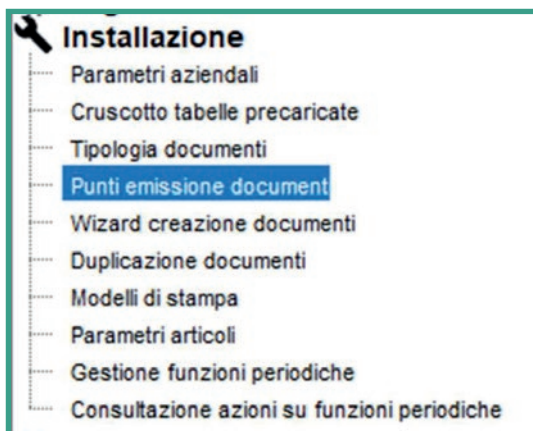 Installazione
Parametri aziendali
Cruscotto tabelle precaricate
Tipologia documenti
Punti emissione document
Wizard creazione documenti
Duplicazione documenti
Modelli di stampa
Parametri articoli
Gestione funzioni periodiche
Consultazione azioni su funzioni periodiche